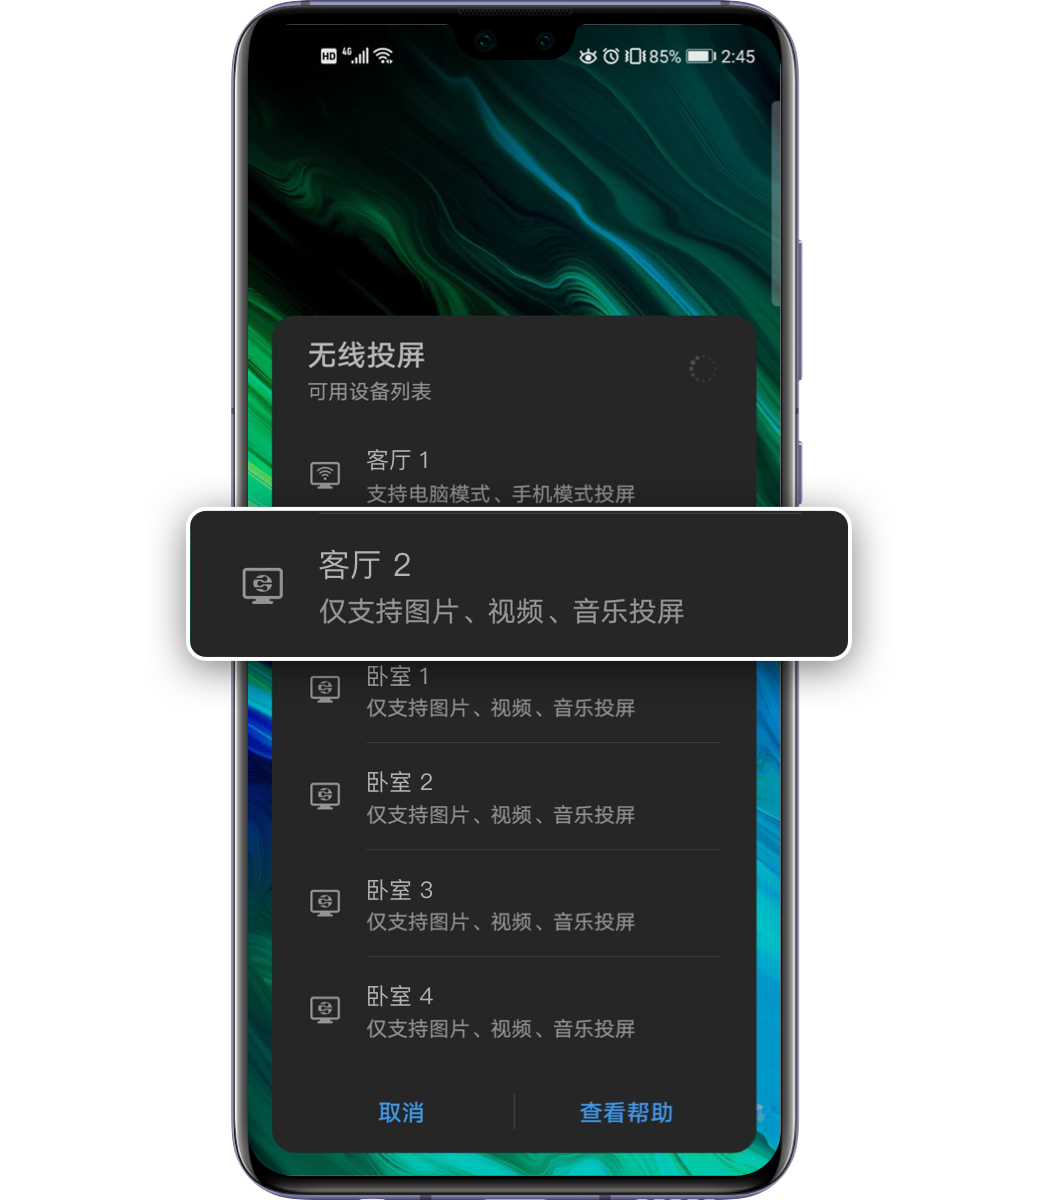 HD 4G 85% 2:45
无线投屏
可用设备列表
客厅 1
支持电脑模式、手机模式投屏
客厅 2
仅支持图片、视频、音乐投屏
卧室 1
仅支持图片、视频、音乐投屏
卧室 2
仅支持图片、视频、音乐投屏
卧室 3
仅支持图片、视频、音乐投屏
卧室 4
仅支持图片、视频、音乐投屏
取消 查看帮助